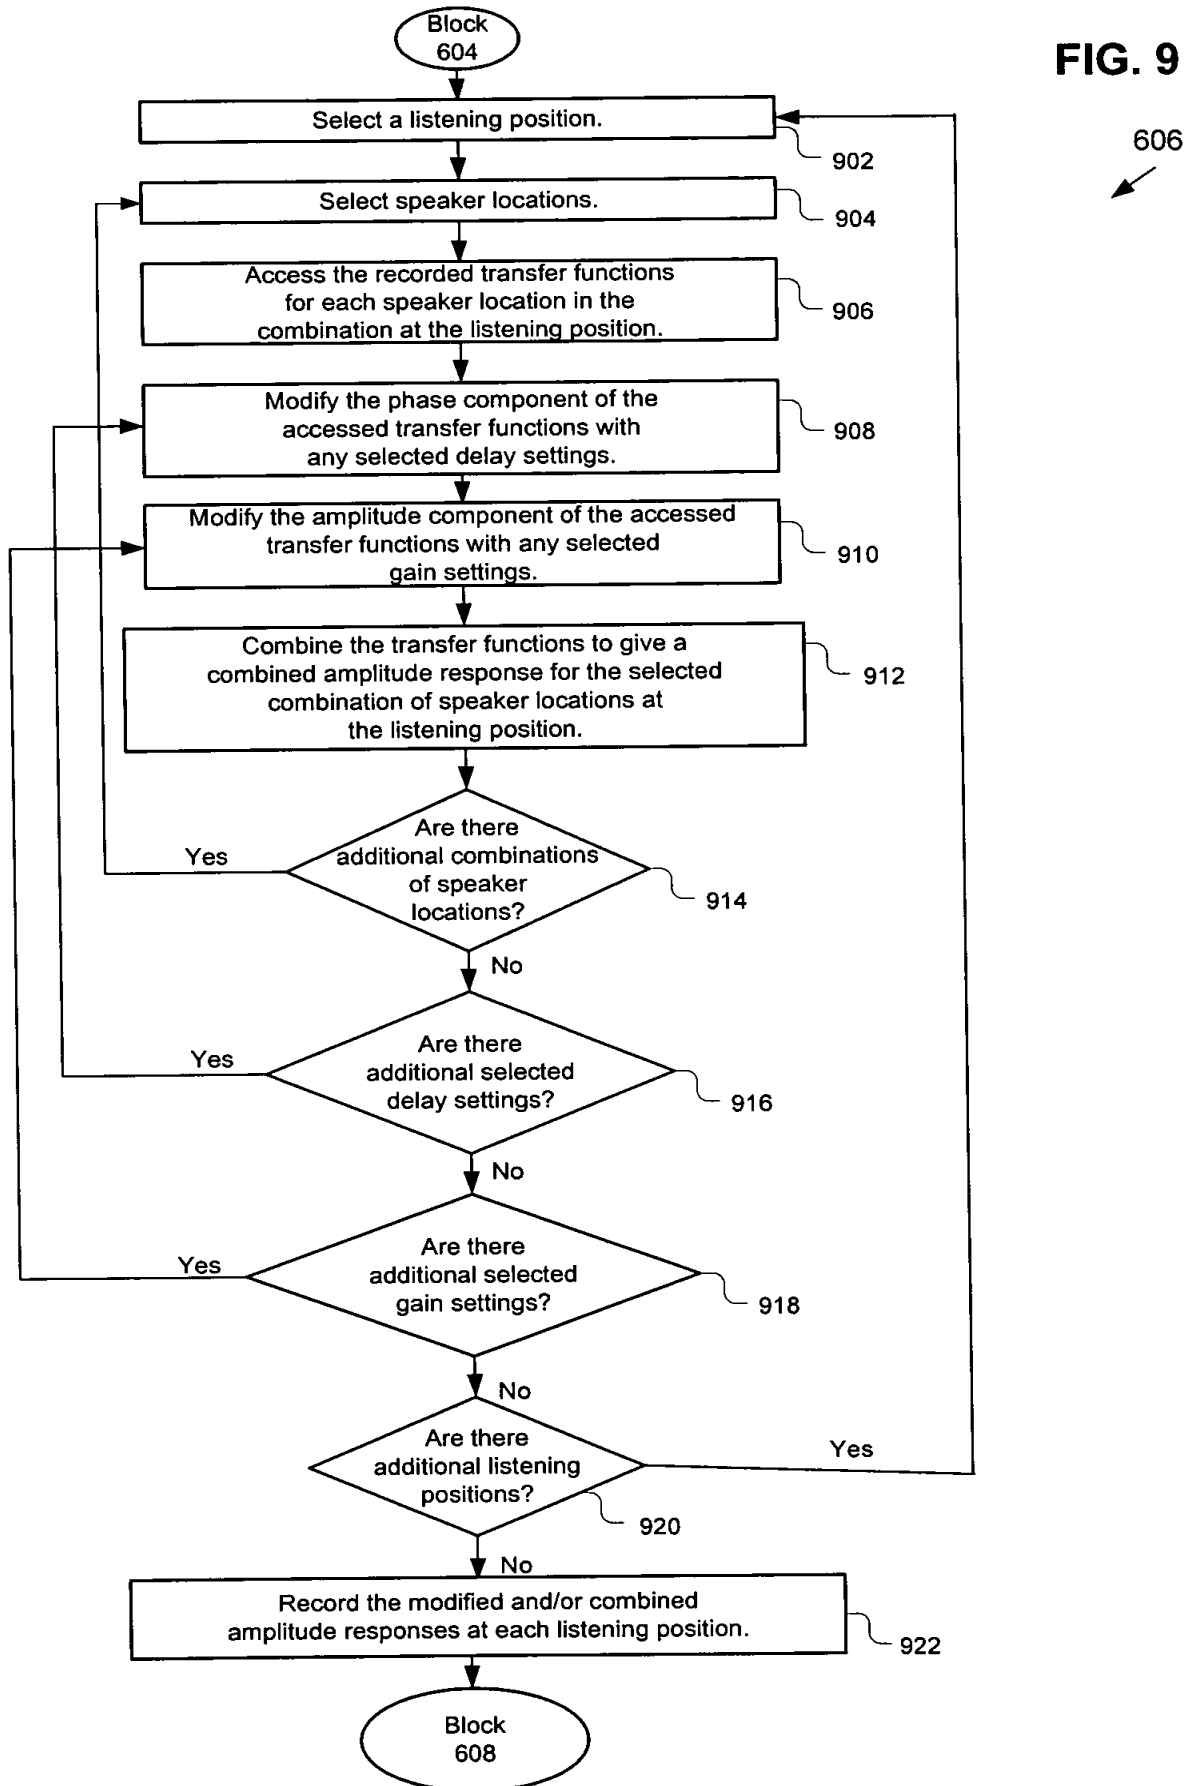 Block
604
FIG. 9
606
Select a listening position.
902
Select speaker locations.
904
Access the recorded transfer functions
for each speaker location in the
combination at the listening position.
906
Modify the phase component of the
accessed transfer functions with
any selected delay settings.
908
Modify the amplitude component of the accessed
transfer functions with any selected
gain settings.
910
Combine the transfer functions to give a
combined amplitude response for the selected
combination of speaker locations at
the listening position.
912
Are there
additional combinations
of speaker
locations?
Yes
914
No
Are there
additional selected
delay settings?
Yes
916
No
Are there
additional selected
gain settings?
Yes
918
No
Are there
additional listening
positions?
Yes
920
No
Record the modified and/or combined
amplitude responses at each listening position.
922
Block
608